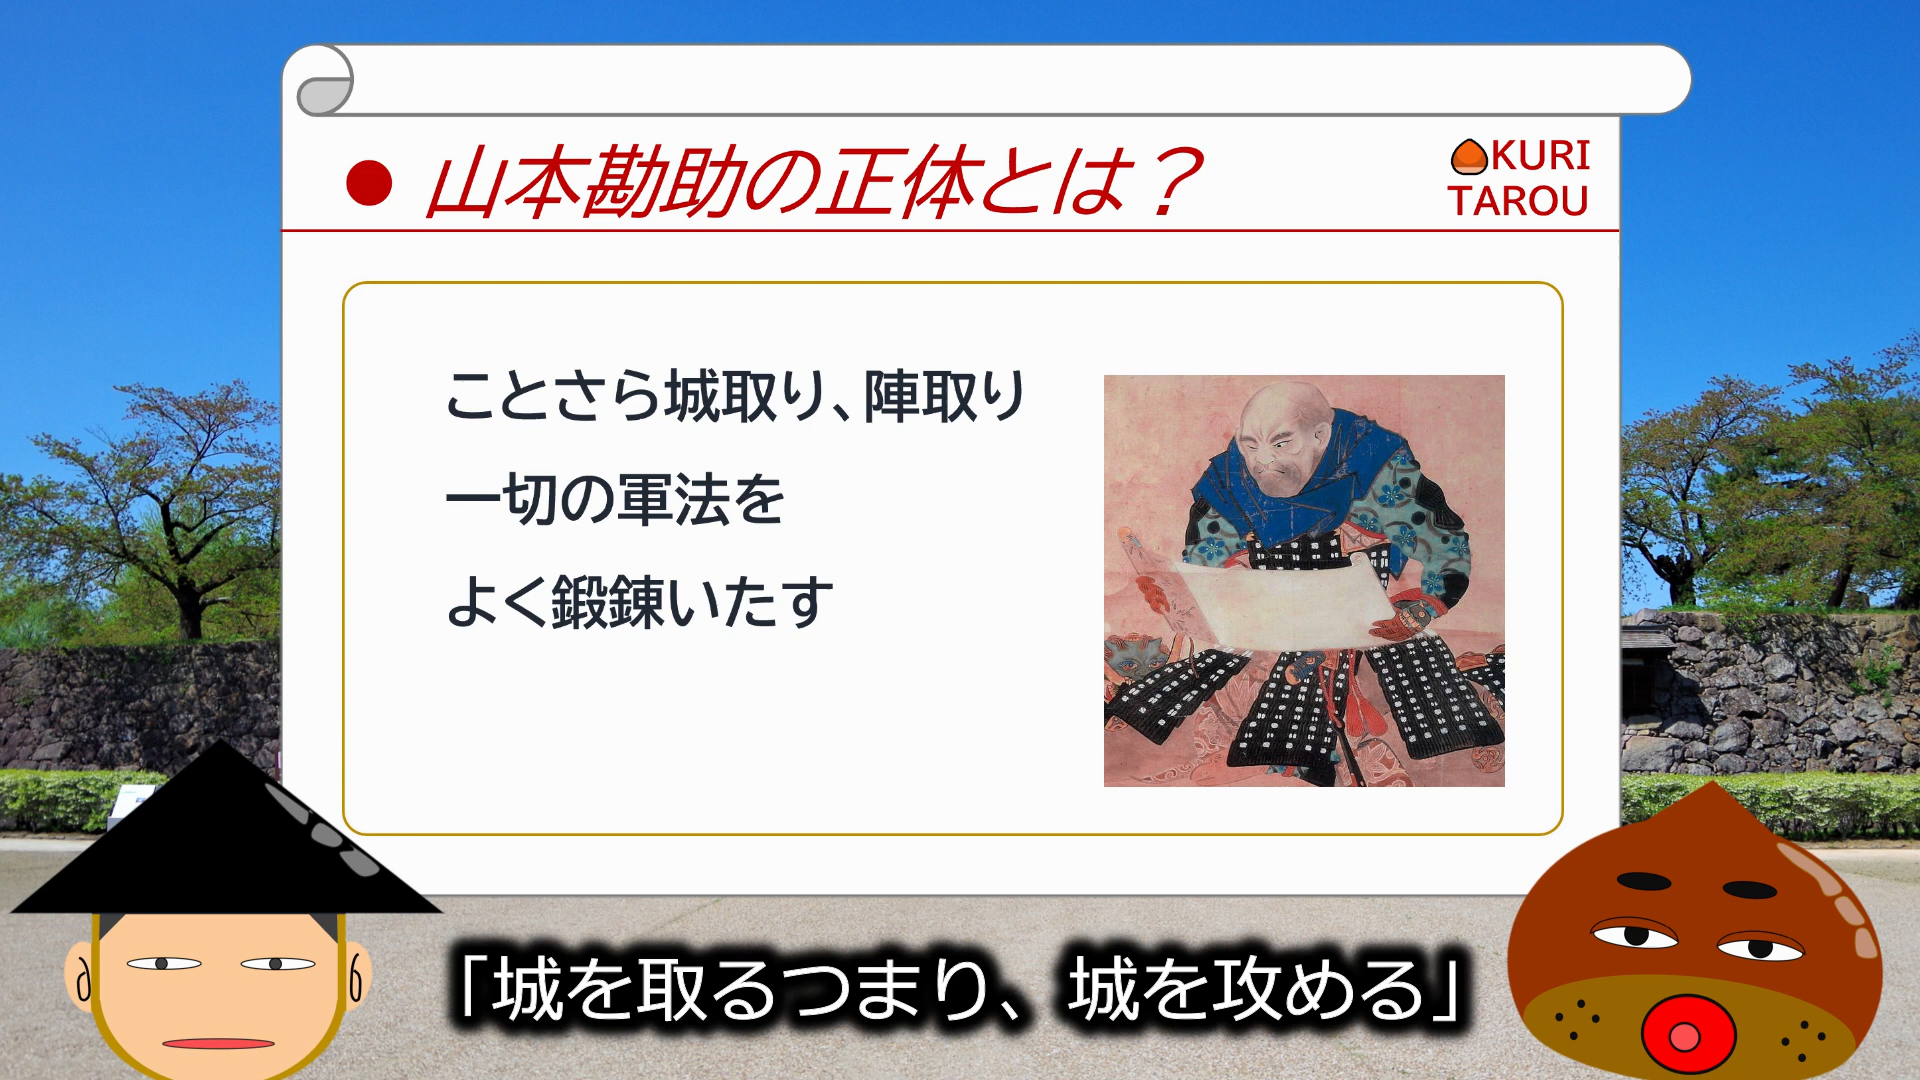 ● 山本勘助の正体とは？
KURI
TAROU
ことさら城取り、陣取り
一切の軍法を
よく鍛錬いたす
「城を取るつまり、城を攻める」